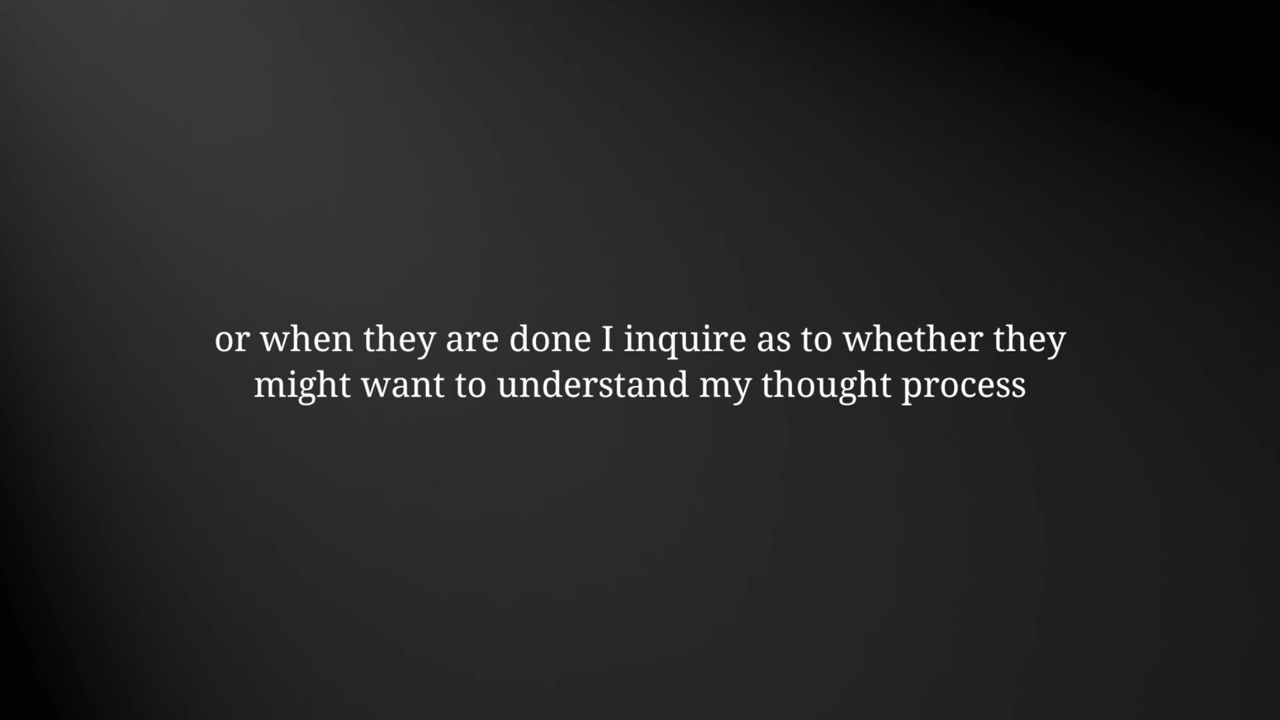 or when they are done I inquire as to whether they
might want to understand my thought process